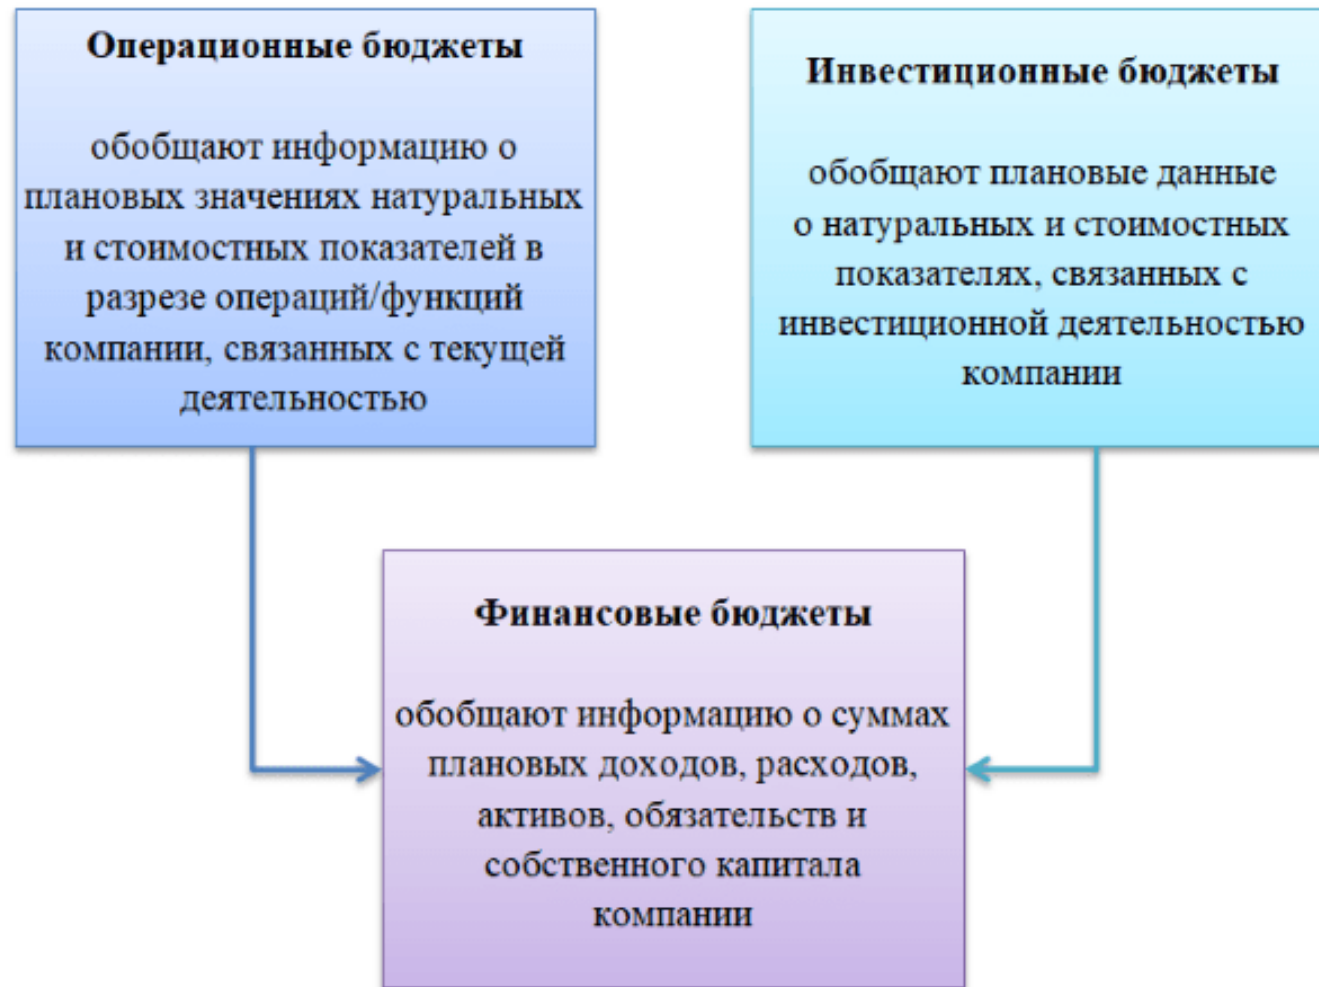 Операционные бюджеты
обобщают информацию о
плановых значениях натуральных
и стоимостных показателей в
разрезе операций/функций
компании, связанных с текущей
деятельностью
Инвестиционные бюджеты
обобщают плановые данные
о натуральных и стоимостных
показателях, связанных с
инвестиционной деятельностью
компании
Финансовые бюджеты
обобщают информацию о суммах
плановых доходов, расходов,
активов, обязательств и
собственного капитала
компании